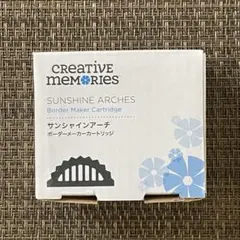 CREATIVE
MEMORIES
SUNSHINE ARCHES
Border Maker Cartridge
サンシャインアーチ
ボーダーメーカーカートリッジ